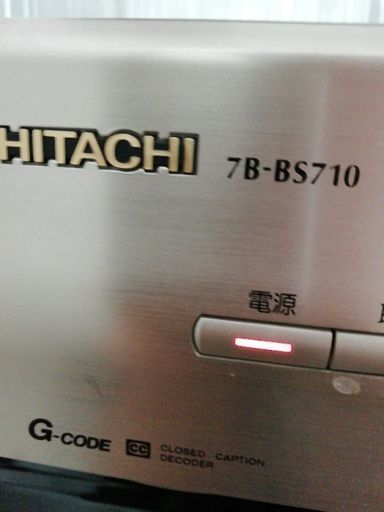 HITACHI 7B-BS710
電源
G-CODE CC CLOSED CAPTION
DECODER